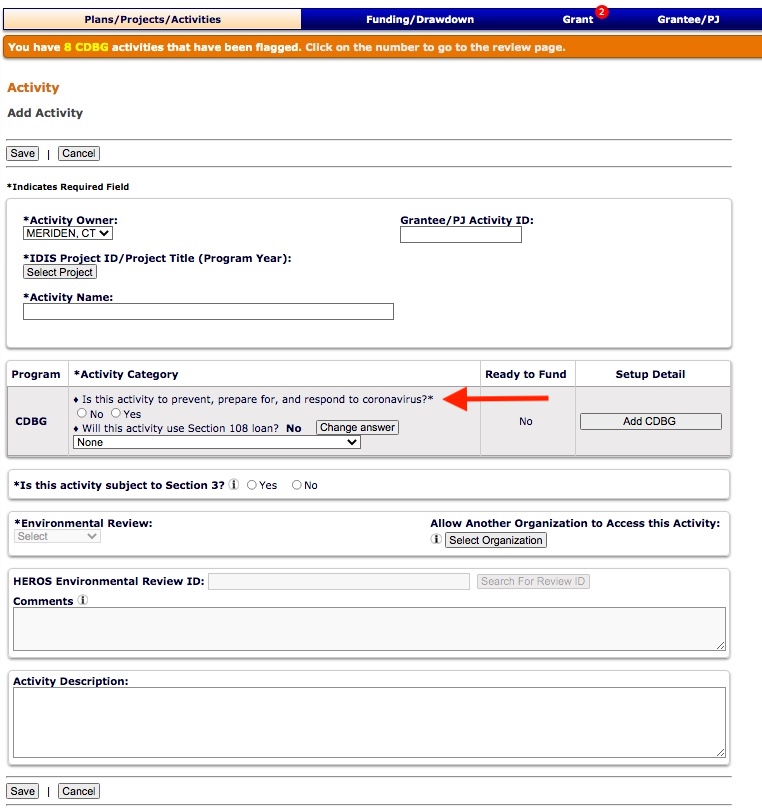 Plans/Projects/Activities Funding/Drawdown Grant 2 Grantee/PJ
You have 8 CDBG activities that have been flagged. Click on the number to go to the review page.
Activity
Add Activity
Save | Cancel
*Indicates Required Field
*Activity Owner: Grantee/PJ Activity ID:
MERIDEN, CT
*IDIS Project ID/Project Title (Program Year):
Select Project
*Activity Name:
Program *Activity Category Ready to Fund Setup Detail
♦ Is this activity to prevent, prepare for, and respond to coronavirus?*
No Yes
CDBG No Add CDBG
♦ Will this activity use Section 108 loan? No Change answer
None
*Is this activity subject to Section 3? i Yes No
*Environmental Review: Allow Another Organization to Access this Activity:
Select i Select Organization
HEROS Environmental Review ID: Search For Review ID
Comments i
Activity Description:
Save | Cancel